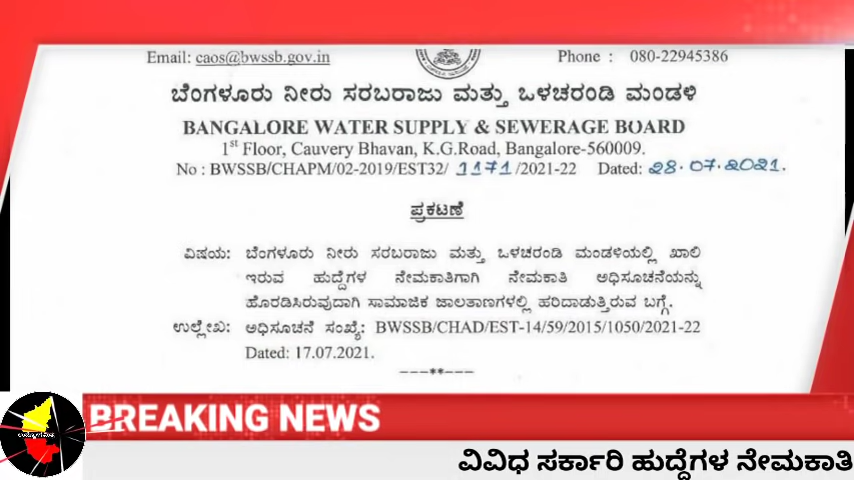 Email: caos@bwssb.gov.in Phone : 080-22945386
ಬೆಂಗಳೂರು ನೀರು ಸರಬರಾಜು ಮತ್ತು ಒಳಚರಂಡಿ ಮಂಡಳಿ
BANGALORE WATER SUPPLY & SEWERAGE BOARD
1st Floor, Cauvery Bhavan, K.G.Road, Bangalore-560009.
No : BWSSB/CHAPM/02-2019/EST32/ 1171 /2021-22 Dated: 28.07.2021.
ಪ್ರಕಟಣೆ
ವಿಷಯ: ಬೆಂಗಳೂರು ನೀರು ಸರಬರಾಜು ಮತ್ತು ಒಳಚರಂಡಿ ಮಂಡಳಿಯಲ್ಲಿ ಖಾಲಿ
ಇರುವ ಹುದ್ದೆಗಳ ನೇಮಕಾತಿಗಾಗಿ ನೇಮಕಾತಿ ಅಧಿಸೂಚನೆಯನ್ನು
ಹೊರಡಿಸಿರುವುದಾಗಿ ಸಾಮಾಜಿಕ ಜಾಲತಾಣಗಳಲ್ಲಿ ಹರಿದಾಡುತ್ತಿರುವ ಬಗ್ಗೆ.
ಉಲ್ಲೇಖ: ಅಧಿಸೂಚನೆ ಸಂಖ್ಯೆ: BWSSB/CHAD/EST-14/59/2015/1050/2021-22
Dated: 17.07.2021.
---**---
BREAKING NEWS
ವಿವಿಧ ಸರ್ಕಾರಿ ಹುದ್ದೆಗಳ ನೇಮಕಾತಿ